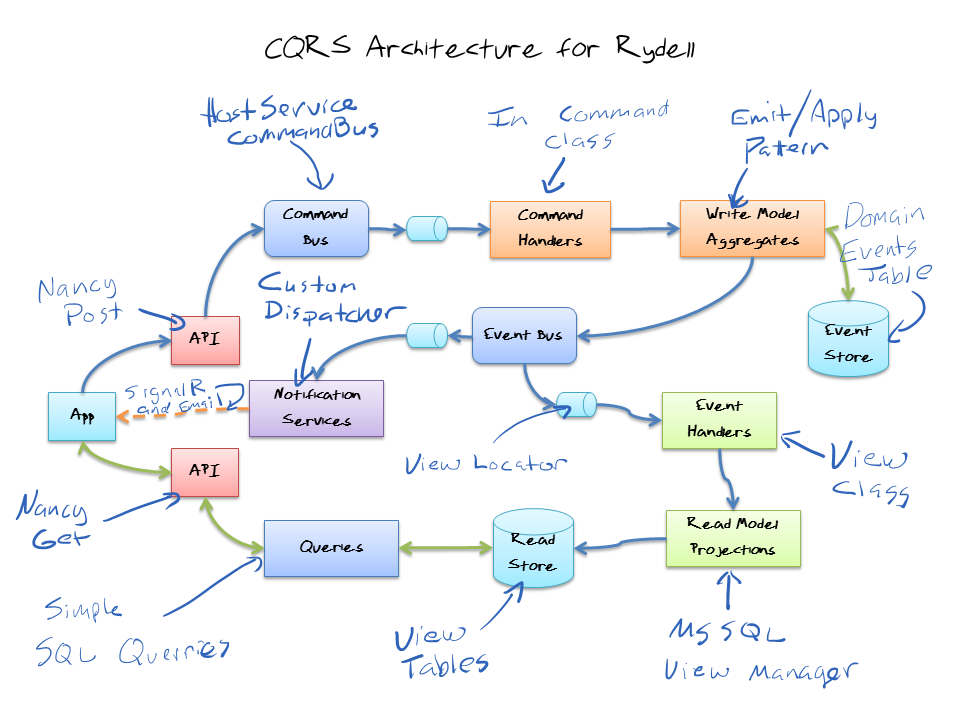 CQRS Architecture for Rydell
HostService
CommandBus
In Command
Class
Emit/Apply
Pattern
Command
Bus
Command
Handlers
Write Model
Aggregates
Domain
Events
Table
Nancy
Post
Custom
Dispatcher
API
Event Bus
Event
Store
SignalR
and Email
App
Notification
Services
Event
Handlers
View Locator
View
Class
API
Nancy
Get
Queries
Read
Store
Read Model
Projections
Simple
SQL Querries
View
Tables
MSSQL
View Manager